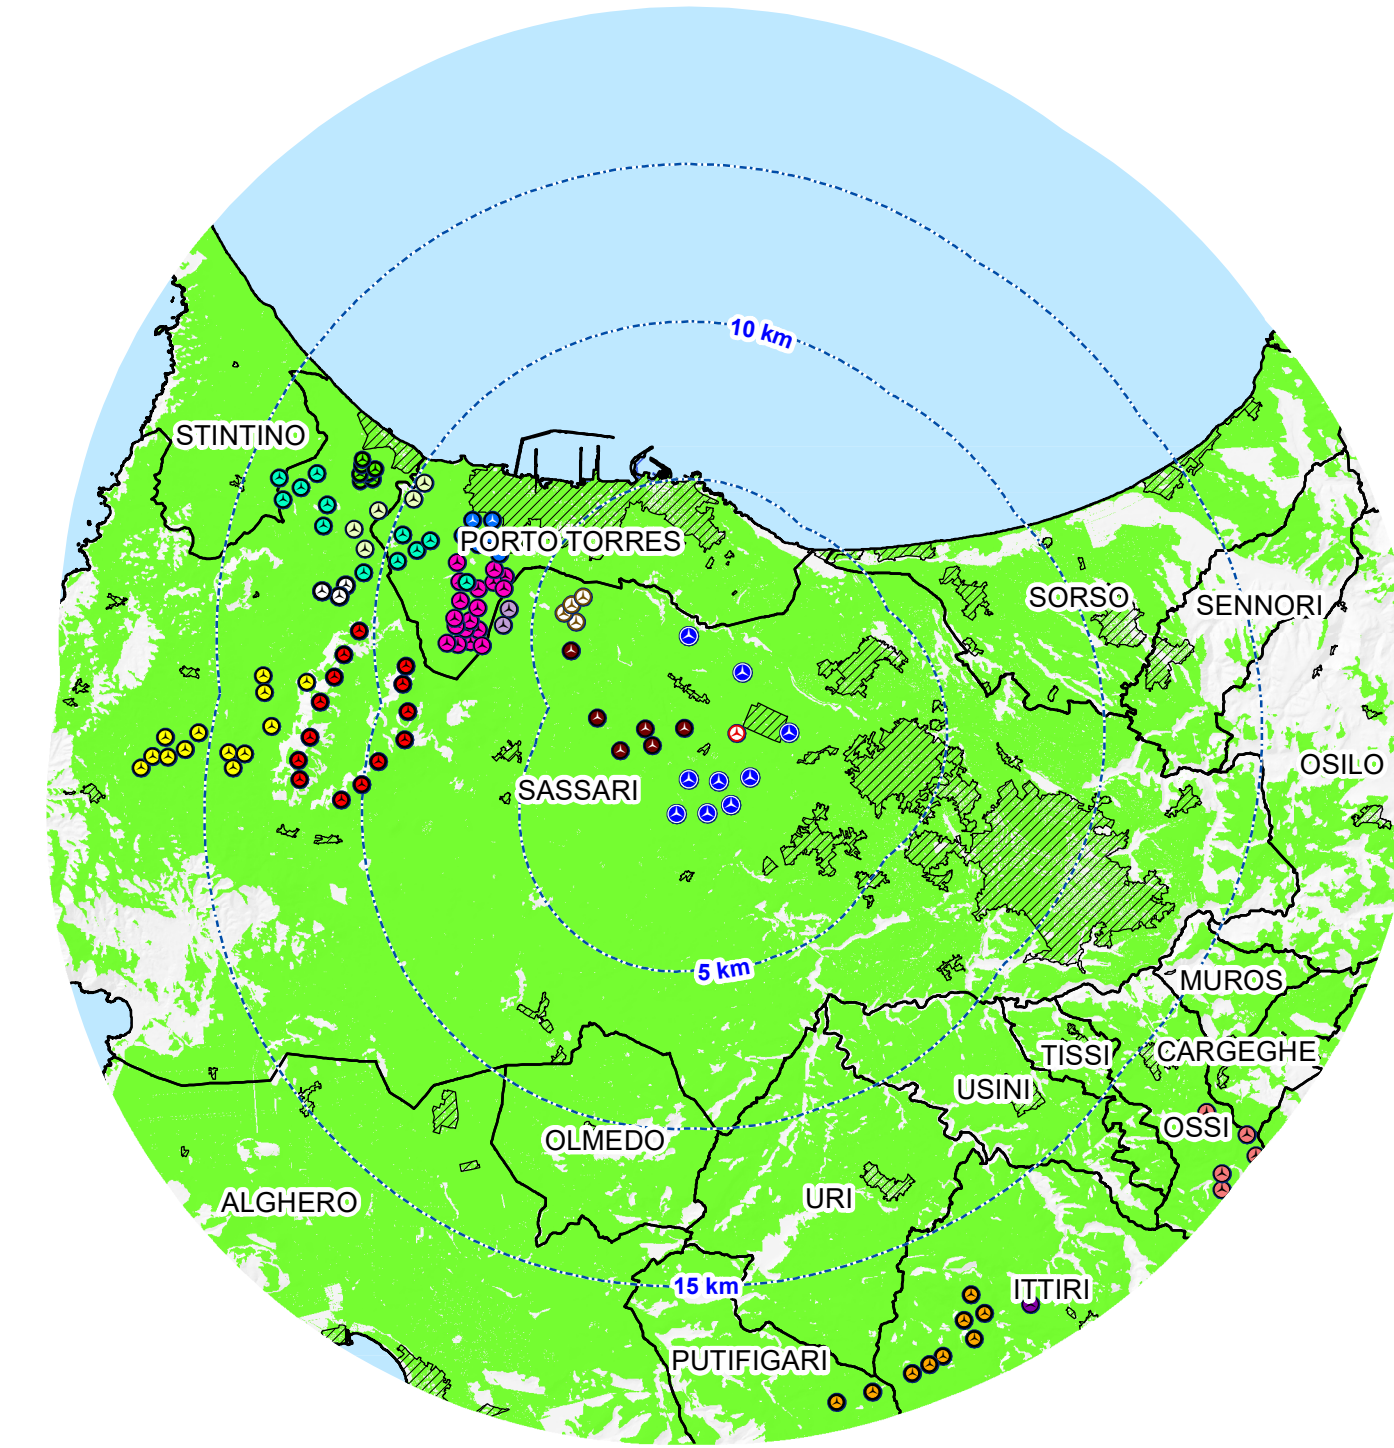 10 km
STINTINO
PORTO TORRES
SORSO
SENNORI
OSILO
SASSARI
5 km
MUROS
TISSI
CARGEGHE
USINI
OSSI
OLMEDO
ALGHERO
URI
15 km
ITTIRI
PUTIFIGARI